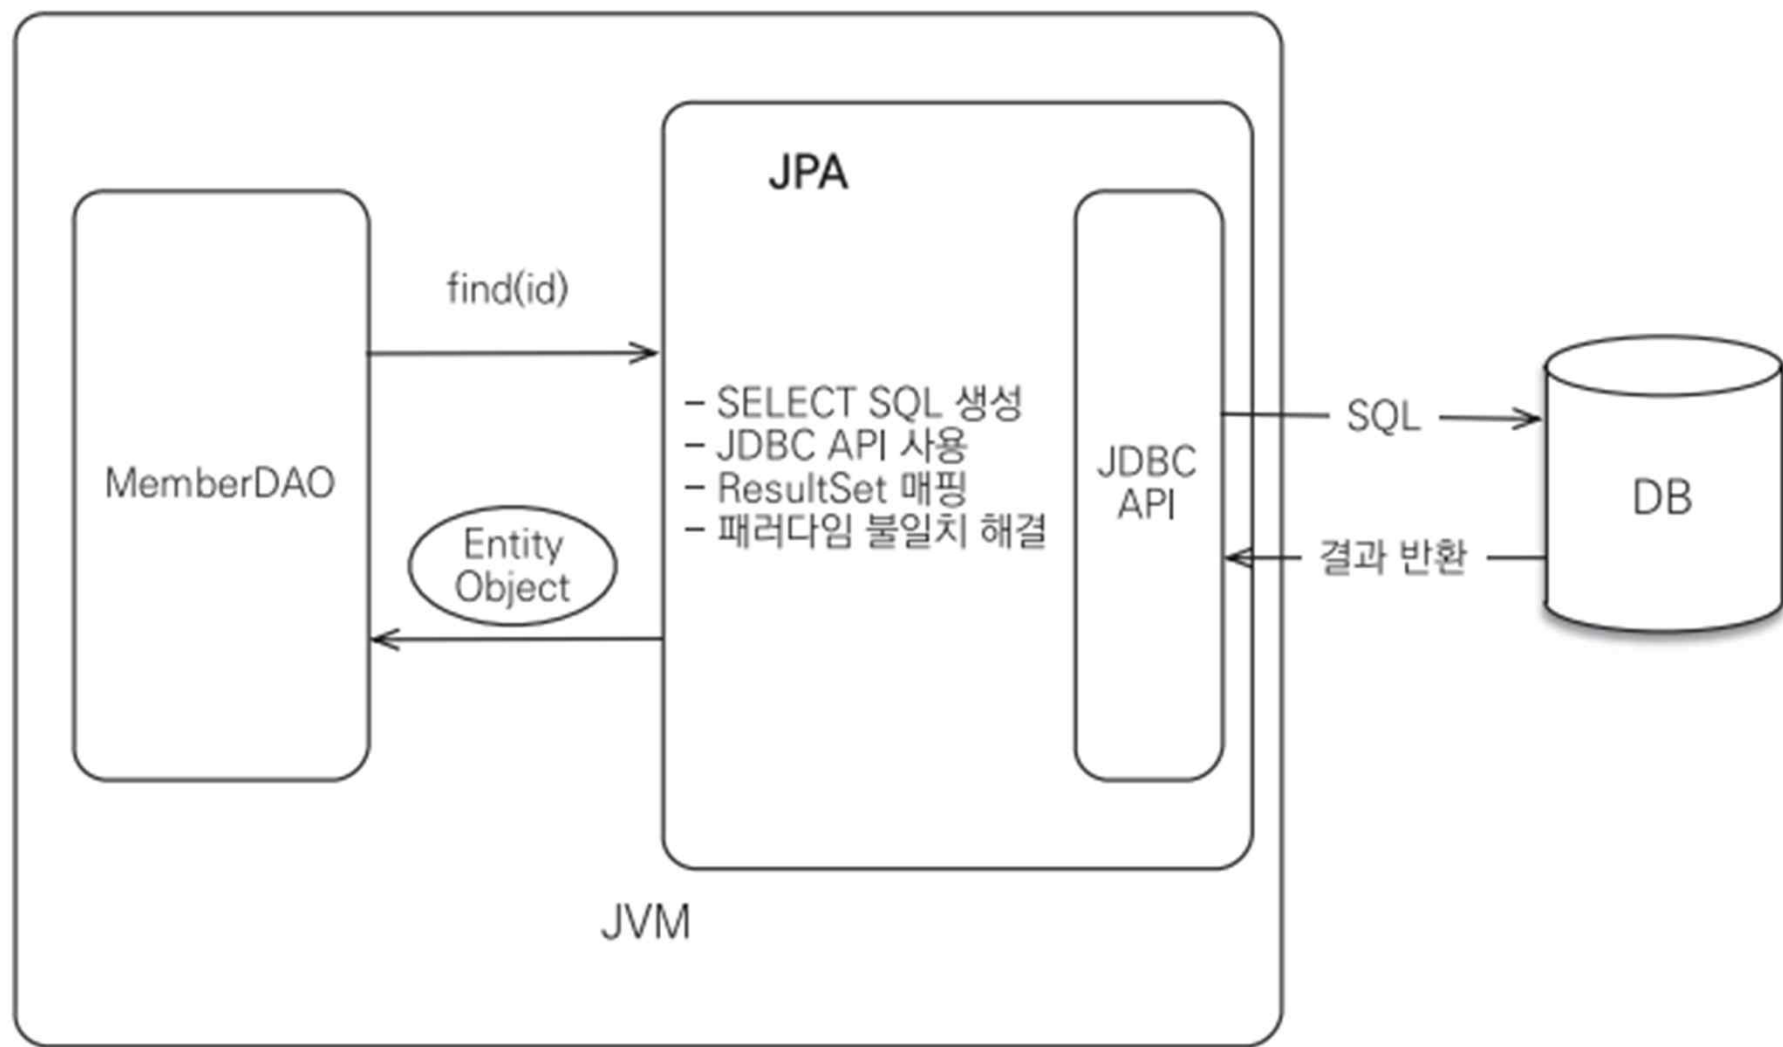 JPA
find(id)
MemberDAO
Entity
Object
- SELECT SQL 생성
- JDBC API 사용
- ResultSet 매핑
- 패러다임 불일치 해결
JDBC
API
SQL
결과 반환
DB
JVM